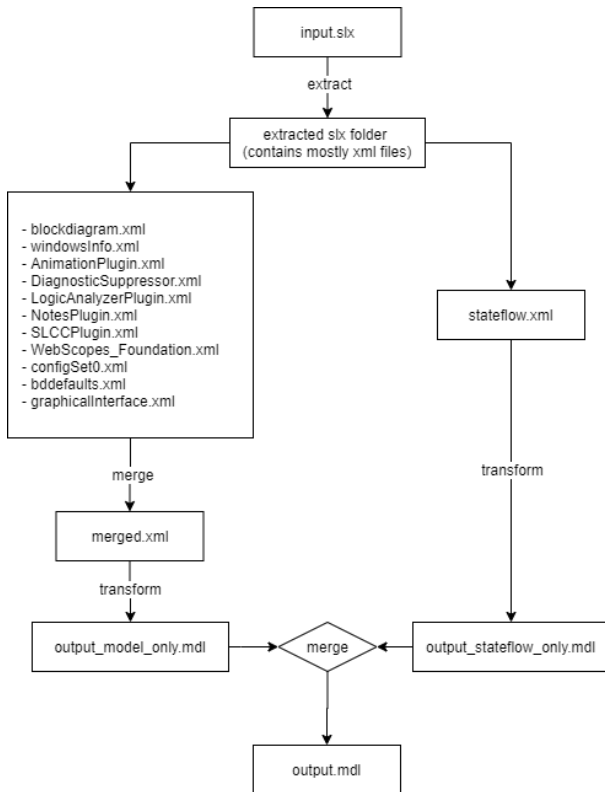 input.slx
extract
extracted slx folder
(contains mostly xml files)
- blockdiagram.xml
- windowsInfo.xml
- AnimationPlugin.xml
- DiagnosticSuppressor.xml
- LogicAnalyzerPlugin.xml
- NotesPlugin.xml
- SLCCPlugin.xml
- WebScopes_Foundation.xml
- configSet0.xml
- bddefaults.xml
- graphicalInterface.xml
stateflow.xml
merge
transform
merged.xml
transform
output_model_only.mdl
merge
output_stateflow_only.mdl
output.mdl